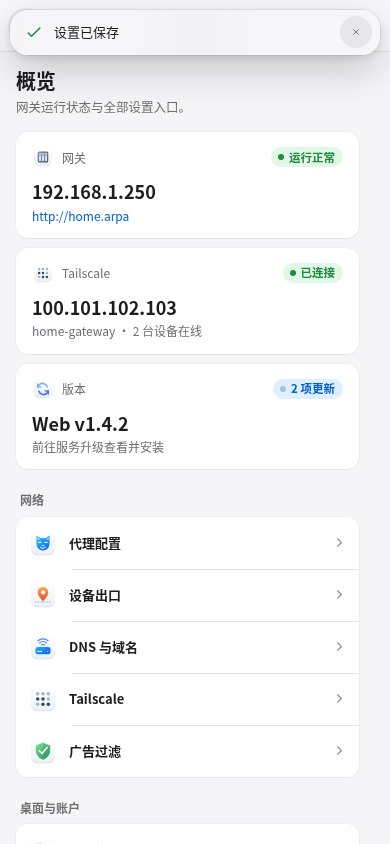 设置已保存
概览
网关运行状态与全部设置入口。
网关
运行正常
192.168.1.250
http://home.arpa
Tailscale
已连接
100.101.102.103
home-gateway · 2 台设备在线
版本
2 项更新
Web v1.4.2
前往服务升级查看并安装
网络
代理配置
设备出口
DNS 与域名
Tailscale
广告过滤
桌面与账户